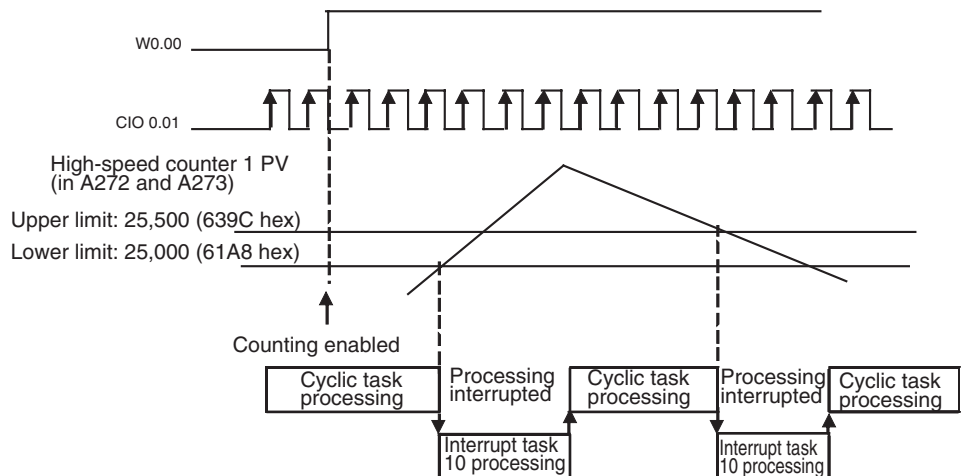 W0.00
CIO 0.01
High-speed counter 1 PV
(in A272 and A273)
Upper limit: 25,500 (639C hex)
Lower limit: 25,000 (61A8 hex)
Counting enabled
Cyclic task
processing
Processing
interrupted
Cyclic task
processing
Processing
interrupted
Cyclic task
processing
Interrupt task
10 processing
Interrupt task
10 processing